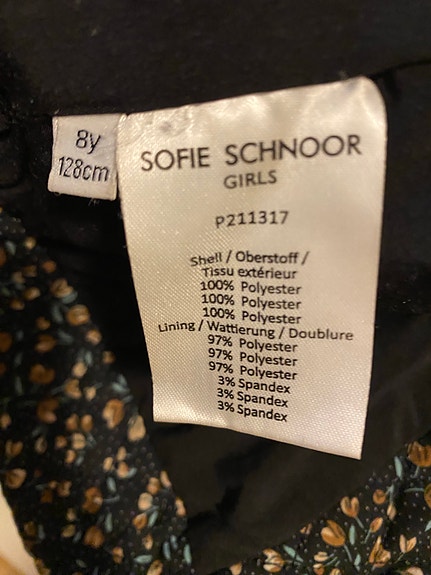 8y
128cm
SOFIE SCHNOOR
GIRLS
P211317
Shell / Oberstoff /
Tissu extérieur
100% Polyester
100% Polyester
100% Polyester
Lining / Wattierung / Doublure
97% Polyester
97% Polyester
97% Polyester
3% Spandex
3% Spandex
3% Spandex